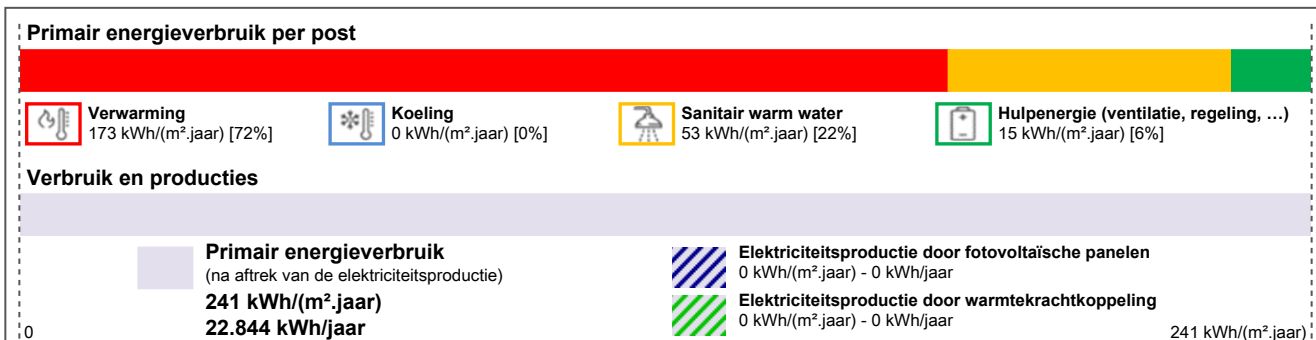 Primair energieverbruik per post
Verwarming
173 kWh/(m².jaar) [72%]
Koeling
0 kWh/(m².jaar) [0%]
Sanitair warm water
53 kWh/(m².jaar) [22%]
Hulpenergie (ventilatie, regeling, …)
15 kWh/(m².jaar) [6%]
Verbruik en producties
Primair energieverbruik
(na aftrek van de elektriciteitsproductie)
241 kWh/(m².jaar)
22.844 kWh/jaar
Elektriciteitsproductie door fotovoltaïsche panelen
0 kWh/(m².jaar) - 0 kWh/jaar
Elektriciteitsproductie door warmtekrachtkoppeling
0 kWh/(m².jaar) - 0 kWh/jaar
0
241 kWh/(m².jaar)